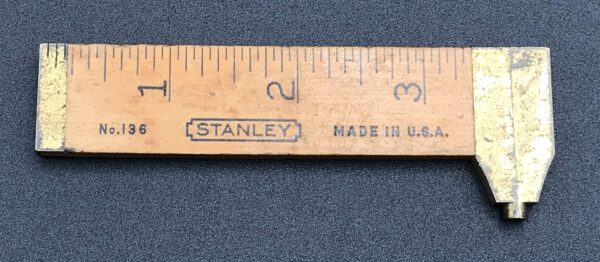 1 2 3
No.136 STANLEY MADE IN U.S.A.